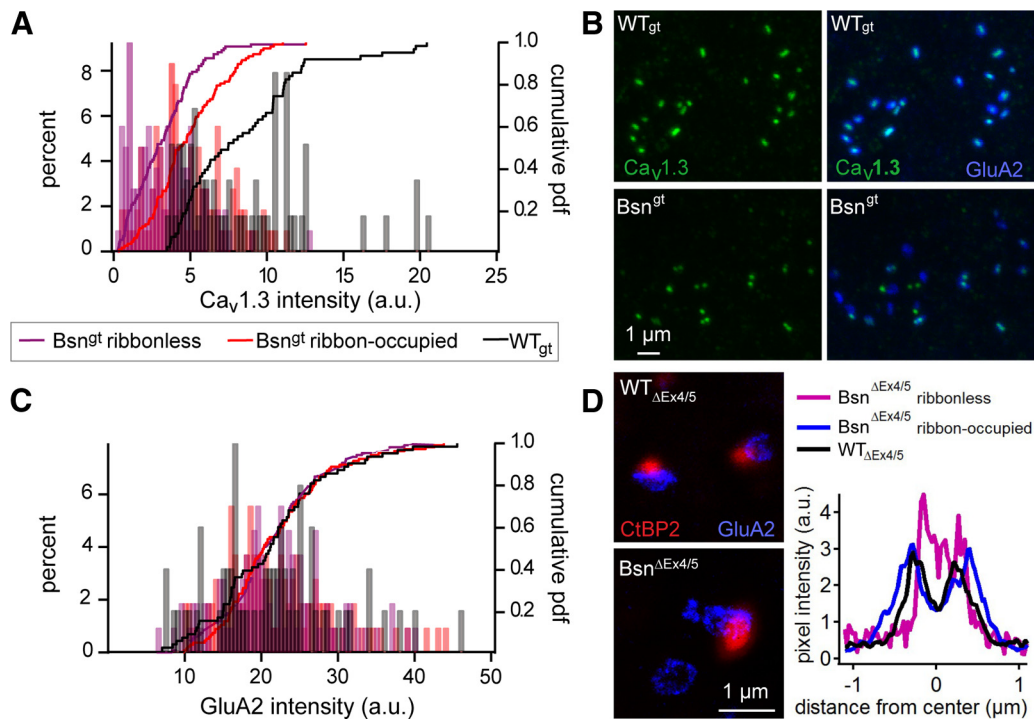 A
percent
8
6
4
2
0
1.0
0.8
0.6
0.4
0.2
cumulative pdf
0 5 10 15 20 25
Caᵥ1.3 intensity (a.u.)
Bsnᵍᵗ ribbonless Bsnᵍᵗ ribbon-occupied WTgt
B
WTgt
Caᵥ1.3
Caᵥ1.3 GluA2
Bsnᵍᵗ
1 µm
C
percent
6
4
2
0
1.0
0.8
0.6
0.4
0.2
cumulative pdf
10 20 30 40 50
GluA2 intensity (a.u.)
D
WTΔEx4/5
CtBP2 GluA2
BsnΔEx4/5
1 µm
BsnΔEx4/5 ribbonless
BsnΔEx4/5 ribbon-occupied
WTΔEx4/5
pixel intensity (a.u.)
4
3
2
1
0
-1 0 1
distance from center (µm)